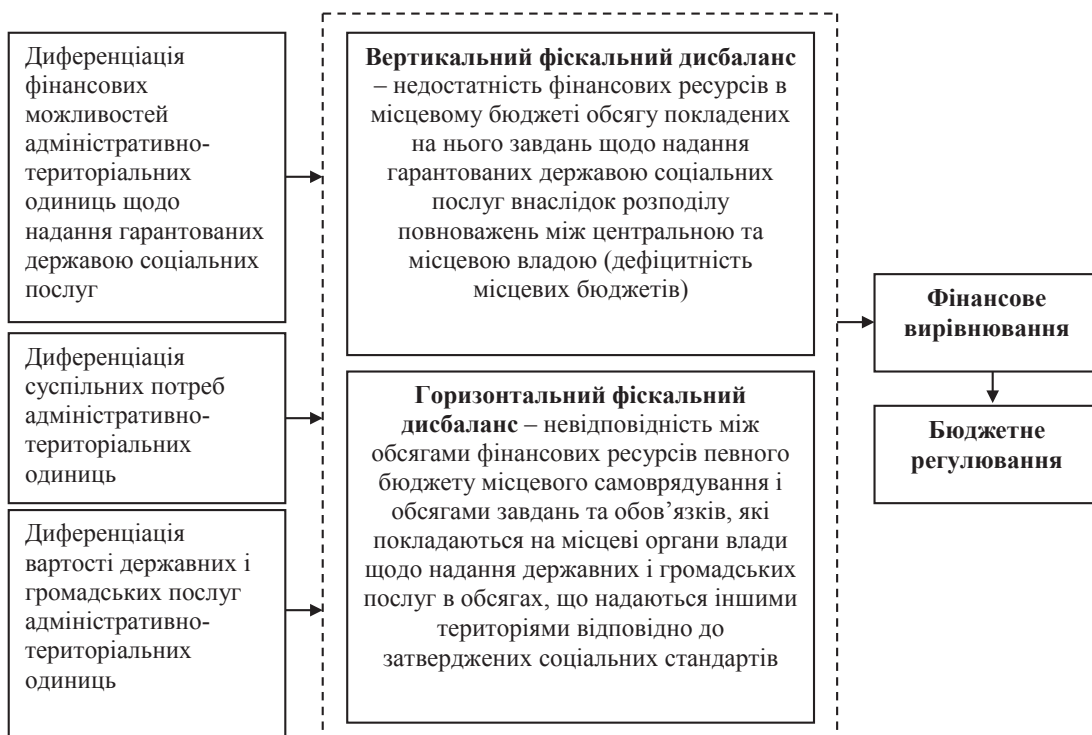 Диференціація
фінансових
можливостей
адміністративно-
територіальних
одиниць щодо
надання гарантованих
державою соціальних
послуг
Диференціація
суспільних потреб
адміністративно-
територіальних
одиниць
Диференціація
вартості державних і
громадських послуг
адміністративно-
територіальних
одиниць
Вертикальний фіскальний дисбаланс
– недостатність фінансових ресурсів в
місцевому бюджеті обсягу покладених
на нього завдань щодо надання
гарантованих державою соціальних
послуг внаслідок розподілу
повноважень між центральною та
місцевою владою (дефіцитність
місцевих бюджетів)
Горизонтальний фіскальний
дисбаланс – невідповідність між
обсягами фінансових ресурсів певного
бюджету місцевого самоврядування і
обсягами завдань та обов’язків, які
покладаються на місцеві органи влади
щодо надання державних і громадських
послуг в обсягах, що надаються іншими
територіями відповідно до
затверджених соціальних стандартів
Фінансове
вирівнювання
Бюджетне
регулювання